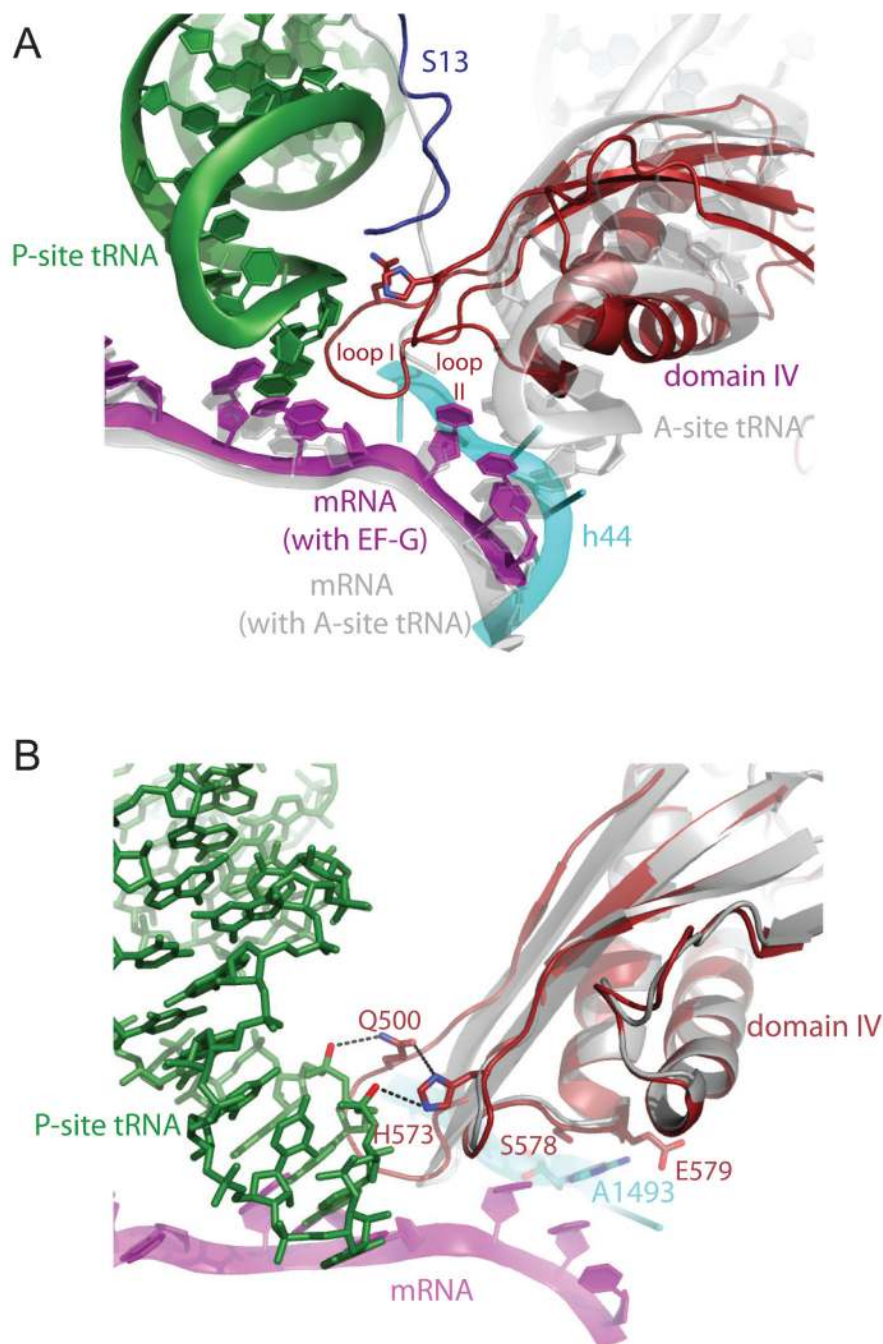 A
S13
P-site tRNA
loop I
loop
II
domain IV
A-site tRNA
mRNA
(with EF-G)
h44
mRNA
(with A-site tRNA)
B
Q500
domain IV
P-site tRNA
H573
S578
E579
A1493
mRNA